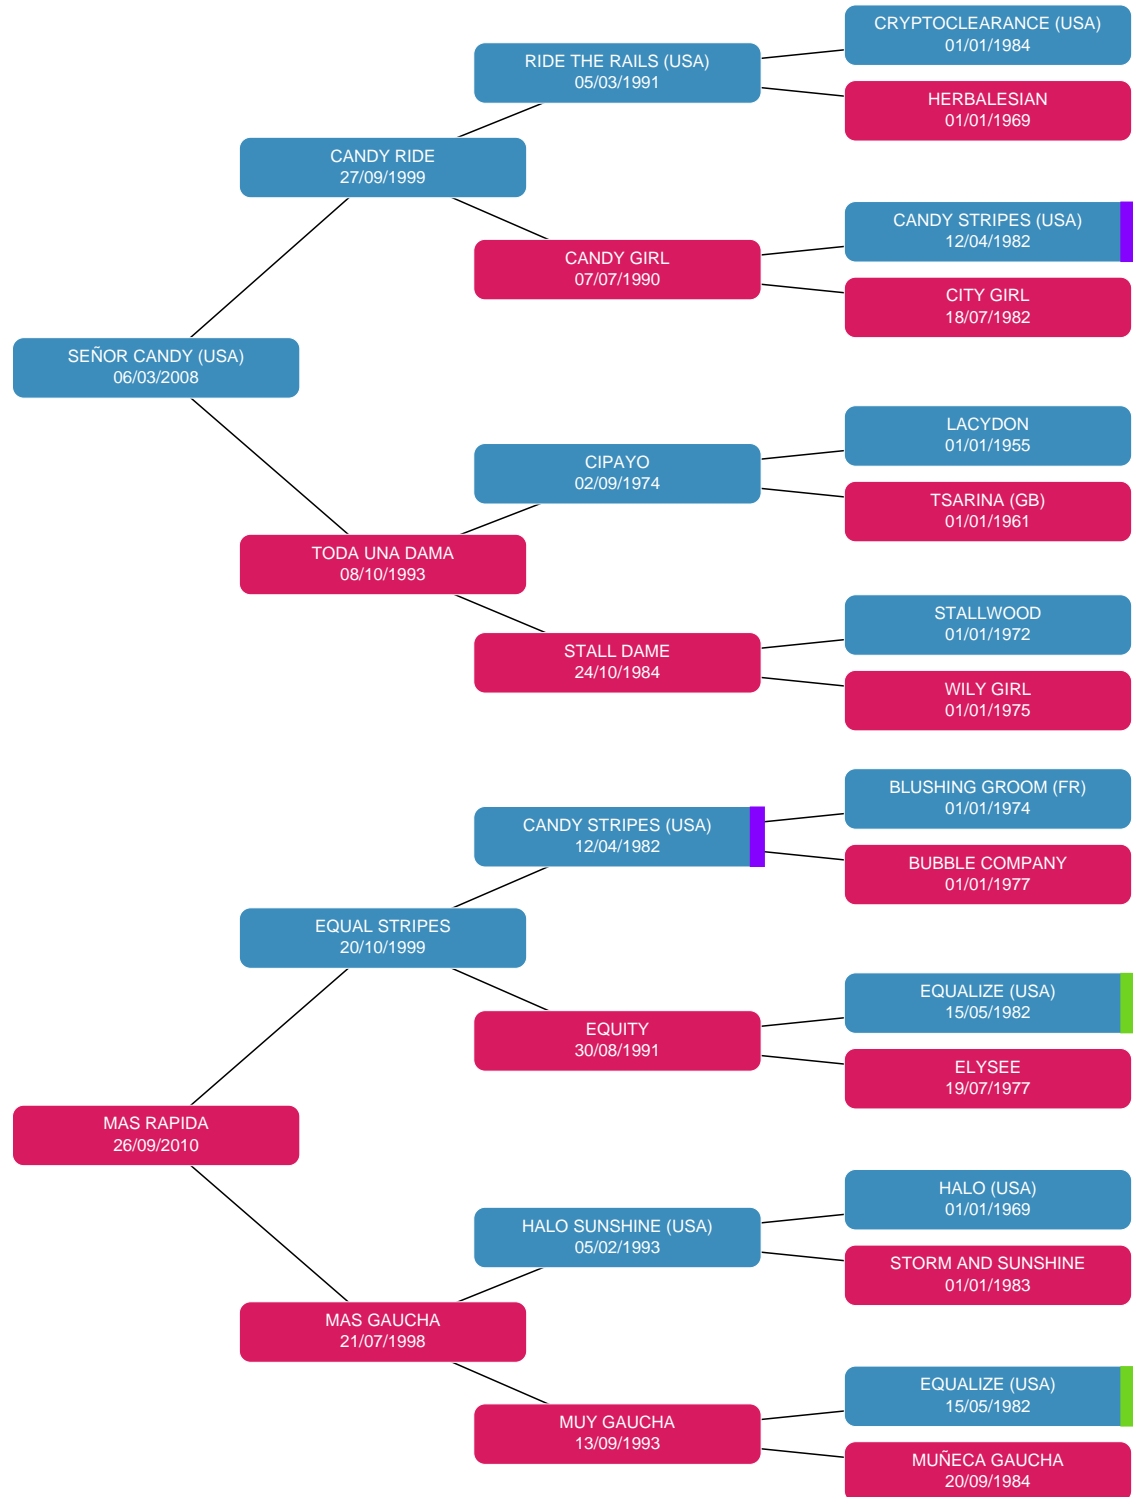 CRYPTOCLEARANCE (USA)
01/01/1984
RIDE THE RAILS (USA)
05/03/1991
HERBALESIAN
01/01/1969
CANDY RIDE
27/09/1999
CANDY STRIPES (USA)
12/04/1982
CANDY GIRL
07/07/1990
CITY GIRL
18/07/1982
SEÑOR CANDY (USA)
06/03/2008
LACYDON
01/01/1955
CIPAYO
02/09/1974
TSARINA (GB)
01/01/1961
TODA UNA DAMA
08/10/1993
STALLWOOD
01/01/1972
STALL DAME
24/10/1984
WILY GIRL
01/01/1975
BLUSHING GROOM (FR)
01/01/1974
CANDY STRIPES (USA)
12/04/1982
BUBBLE COMPANY
01/01/1977
EQUAL STRIPES
20/10/1999
EQUALIZE (USA)
15/05/1982
EQUITY
30/08/1991
ELYSEE
19/07/1977
MAS RAPIDA
26/09/2010
HALO (USA)
01/01/1969
HALO SUNSHINE (USA)
05/02/1993
STORM AND SUNSHINE
01/01/1983
MAS GAUCHA
21/07/1998
EQUALIZE (USA)
15/05/1982
MUY GAUCHA
13/09/1993
MUÑECA GAUCHA
20/09/1984